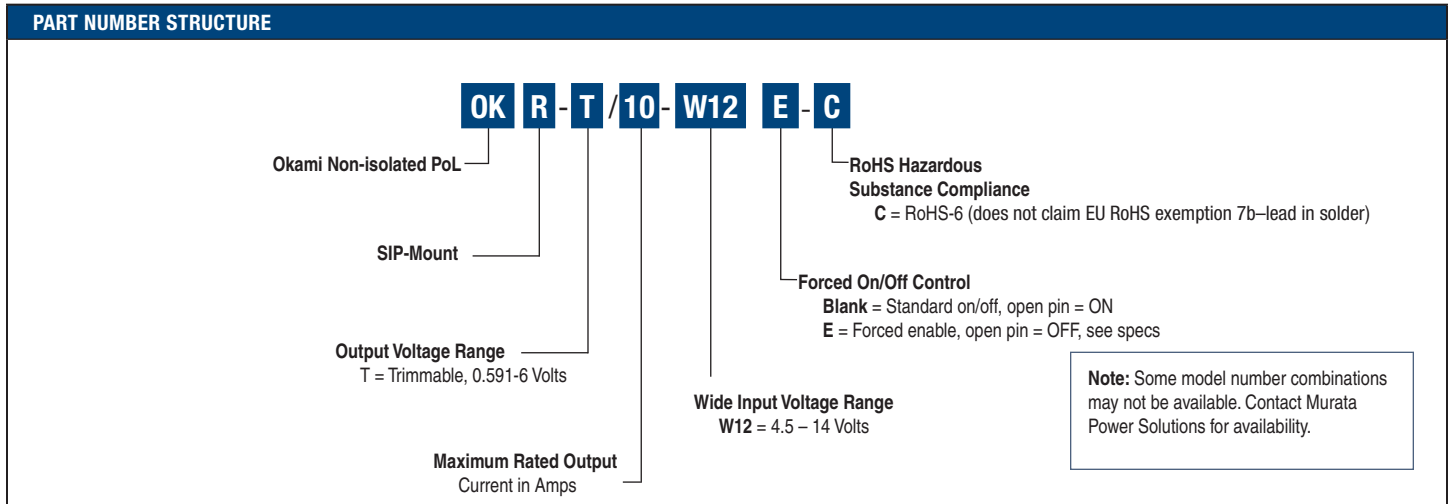 PART NUMBER STRUCTURE
OK R - T / 10 - W12 E - C
Okami Non-isolated PoL
RoHS Hazardous
Substance Compliance
C = RoHS-6 (does not claim EU RoHS exemption 7b–lead in solder)
SIP-Mount
Forced On/Off Control
Blank = Standard on/off, open pin = ON
E = Forced enable, open pin = OFF, see specs
Output Voltage Range
T = Trimmable, 0.591-6 Volts
Wide Input Voltage Range
W12 = 4.5 – 14 Volts
Note: Some model number combinations
may not be available. Contact Murata
Power Solutions for availability.
Maximum Rated Output
Current in Amps